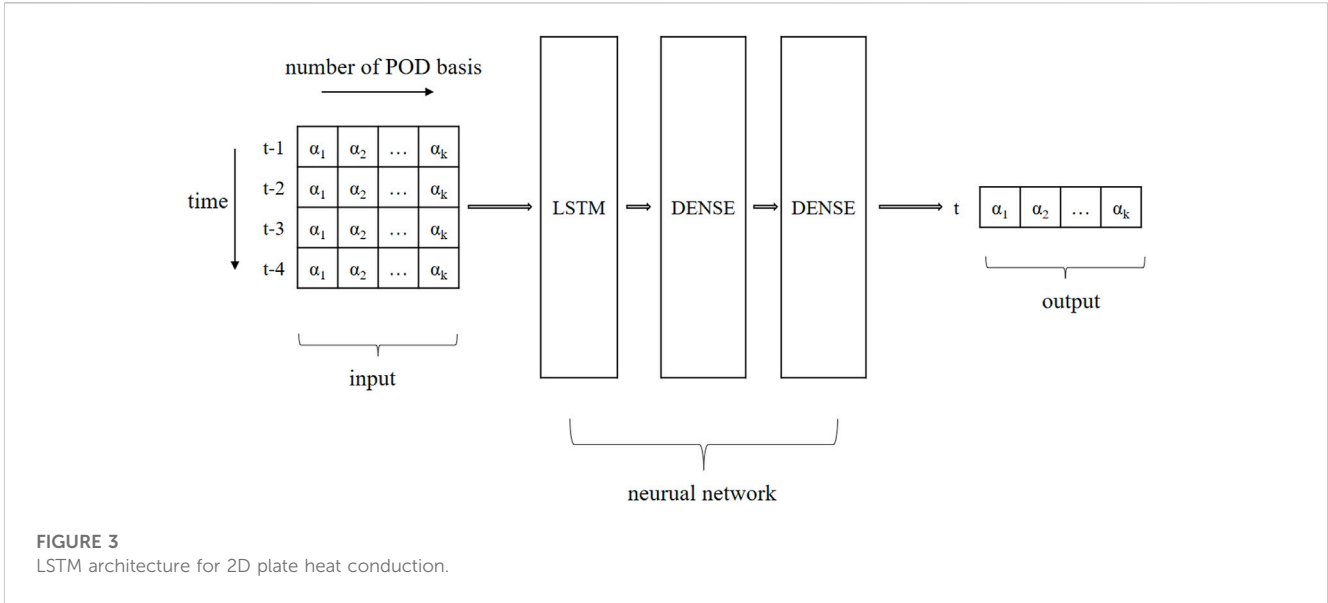 number of POD basis
time
t-1 α₁ α₂ … αₖ
t-2 α₁ α₂ … αₖ
t-3 α₁ α₂ … αₖ
t-4 α₁ α₂ … αₖ
input
LSTM
DENSE
DENSE
neurual network
t α₁ α₂ … αₖ
output
FIGURE 3
LSTM architecture for 2D plate heat conduction.